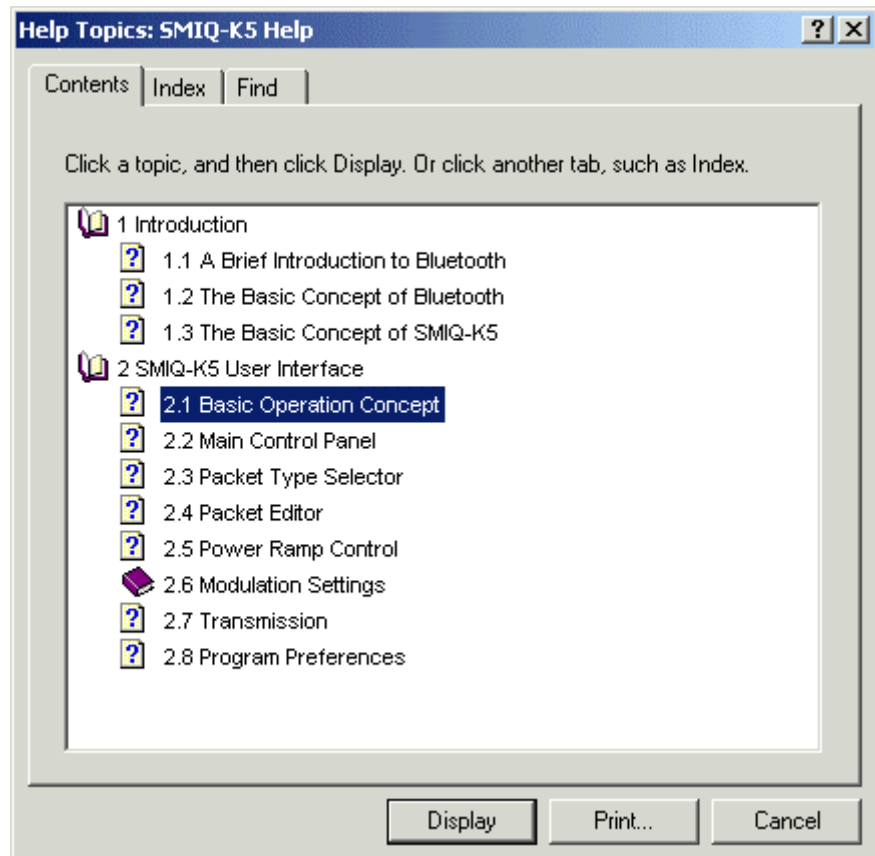 Help Topics: SMIQ-K5 Help
Contents Index Find
Click a topic, and then click Display. Or click another tab, such as Index.
1 Introduction
1.1 A Brief Introduction to Bluetooth
1.2 The Basic Concept of Bluetooth
1.3 The Basic Concept of SMIQ-K5
2 SMIQ-K5 User Interface
2.1 Basic Operation Concept
2.2 Main Control Panel
2.3 Packet Type Selector
2.4 Packet Editor
2.5 Power Ramp Control
2.6 Modulation Settings
2.7 Transmission
2.8 Program Preferences
Display Print... Cancel